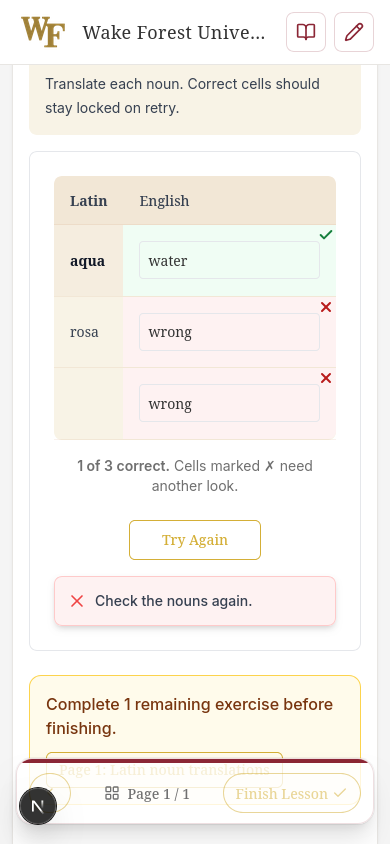 WF Wake Forest Unive...
Translate each noun. Correct cells should
stay locked on retry.
Latin English
aqua water
rosa wrong
wrong
1 of 3 correct. Cells marked ✗ need
another look.
Try Again
Check the nouns again.
Complete 1 remaining exercise before
finishing.
Page 1: Latin noun translations
N Page 1 / 1 Finish Lesson